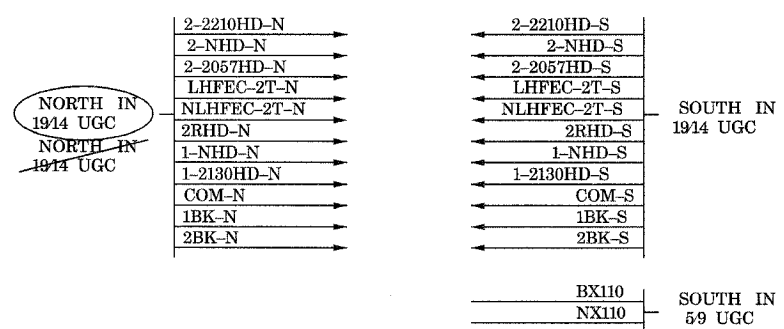 2-2210HD-N
2-NHD-N
2-2057HD-N
LHFEC-2T-N
NLHFEC-2T-N
2RHD-N
1-NHD-N
1-2130HD-N
COM-N
1BK-N
2BK-N
NORTH IN
1914 UGC
NORTH IN
1914 UGC
2-2210HD-S
2-NHD-S
2-2057HD-S
LHFEC-2T-S
NLHFEC-2T-S
2RHD-S
1-NHD-S
1-2130HD-S
COM-S
1BK-S
2BK-S
SOUTH IN
1914 UGC
BX110
NX110
SOUTH IN
59 UGC